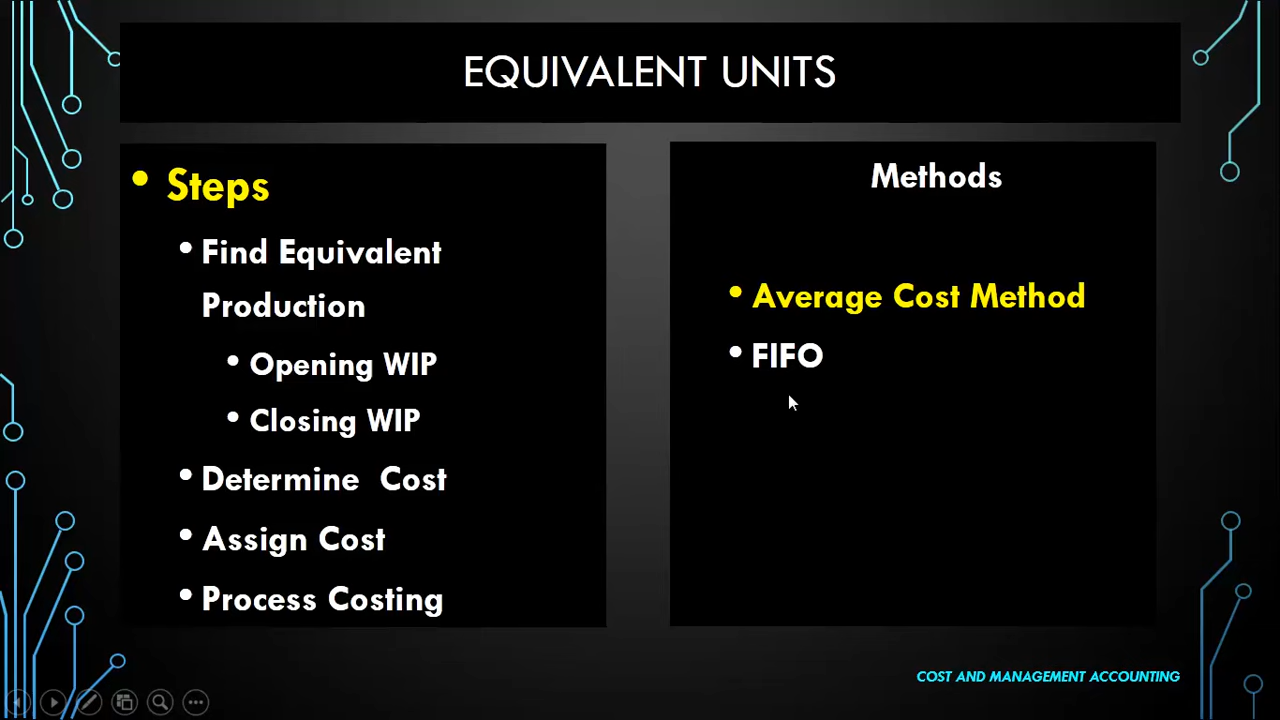 EQUIVALENT UNITS
• Steps
• Find Equivalent
Production
• Opening WIP
• Closing WIP
• Determine  Cost
• Assign Cost
• Process Costing
Methods
• Average Cost Method
• FIFO
COST AND MANAGEMENT ACCOUNTING